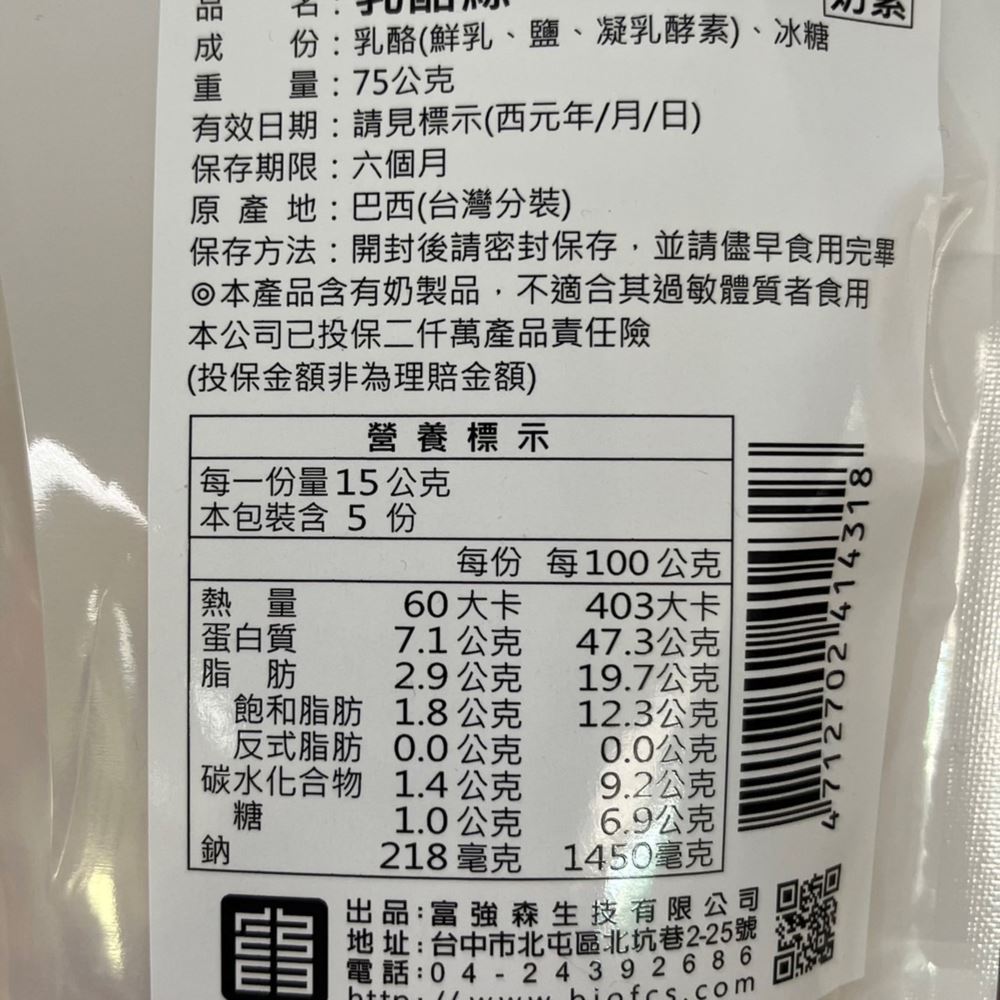 品 名:乳酪絲
奶素
成 份:乳酪(鮮乳、鹽、凝乳酵素)、冰糖
重 量:75公克
有效日期:請見標示(西元年/月/日)
保存期限:六個月
原 產 地:巴西(台灣分裝)
保存方法:開封後請密封保存,並請儘早食用完畢
◎本產品含有奶製品,不適合其過敏體質者食用
本公司已投保二仟萬產品責任險
(投保金額非為理賠金額)
營養標示
每一份量 15 公克
本包裝含 5 份
每份 每100公克
熱 量 60大卡 403大卡
蛋白質 7.1公克 47.3公克
脂 肪 2.9公克 19.7公克
飽和脂肪 1.8公克 12.3公克
反式脂肪 0.0公克 0.0公克
碳水化合物 1.4公克 9.2公克
糖 1.0公克 6.9公克
鈉 218毫克 1450毫克
4712702414318
出品:富強森生技有限公司
地址:台中市北屯區北坑巷2-25號
電話:04-24392686
http://www.biofcs.com